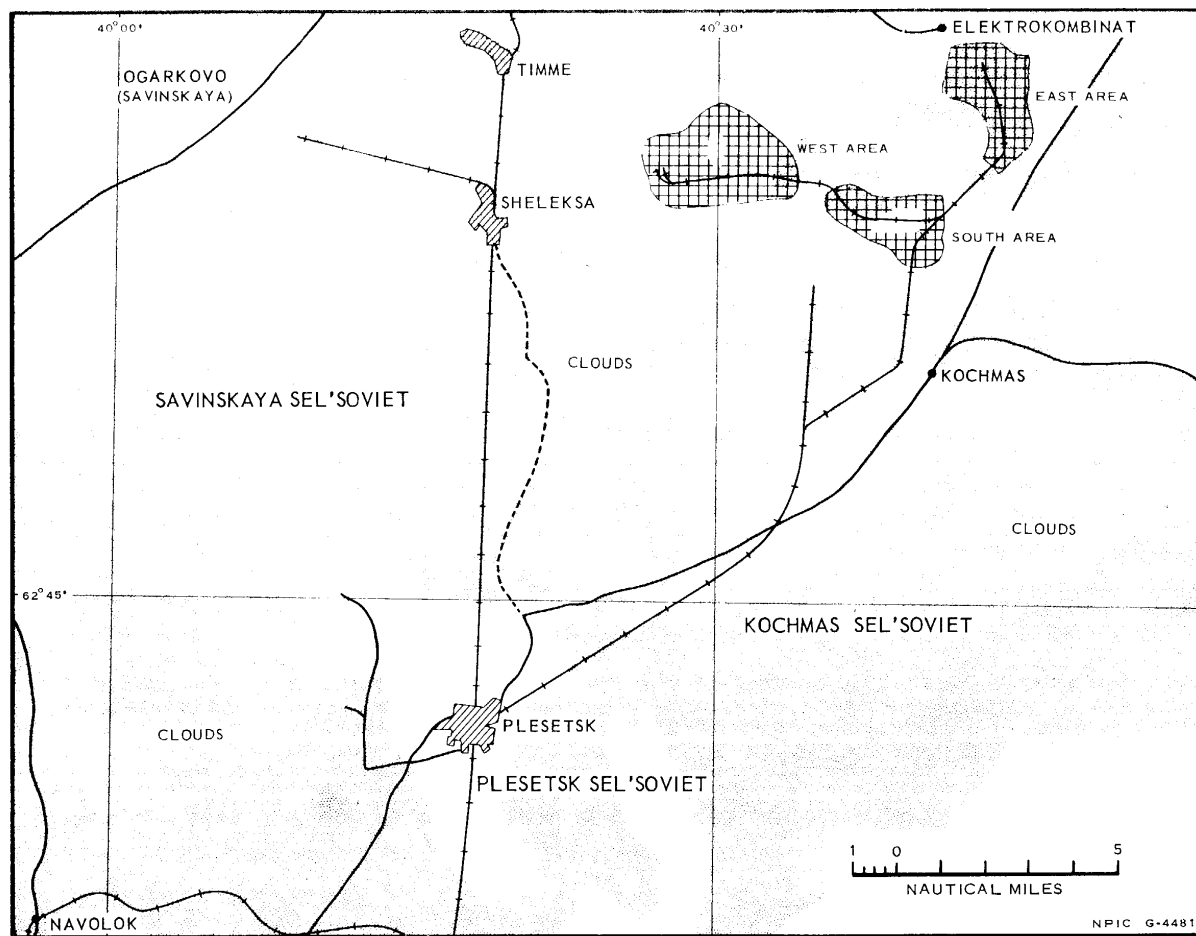 40°00'
40°30'
ELEKTROKOMBINAT
TIMME
OGARKOVO
(SAVINSKAYA)
EAST AREA
WEST AREA
SHELEKSA
SOUTH AREA
CLOUDS
KOCHMAS
SAVINSKAYA SEL'SOVIET
CLOUDS
62°45'
KOCHMAS SEL'SOVIET
PLESETSK
CLOUDS
PLESETSK SEL'SOVIET
1 0 5
NAUTICAL MILES
NAVOLOK
NPIC G-4481